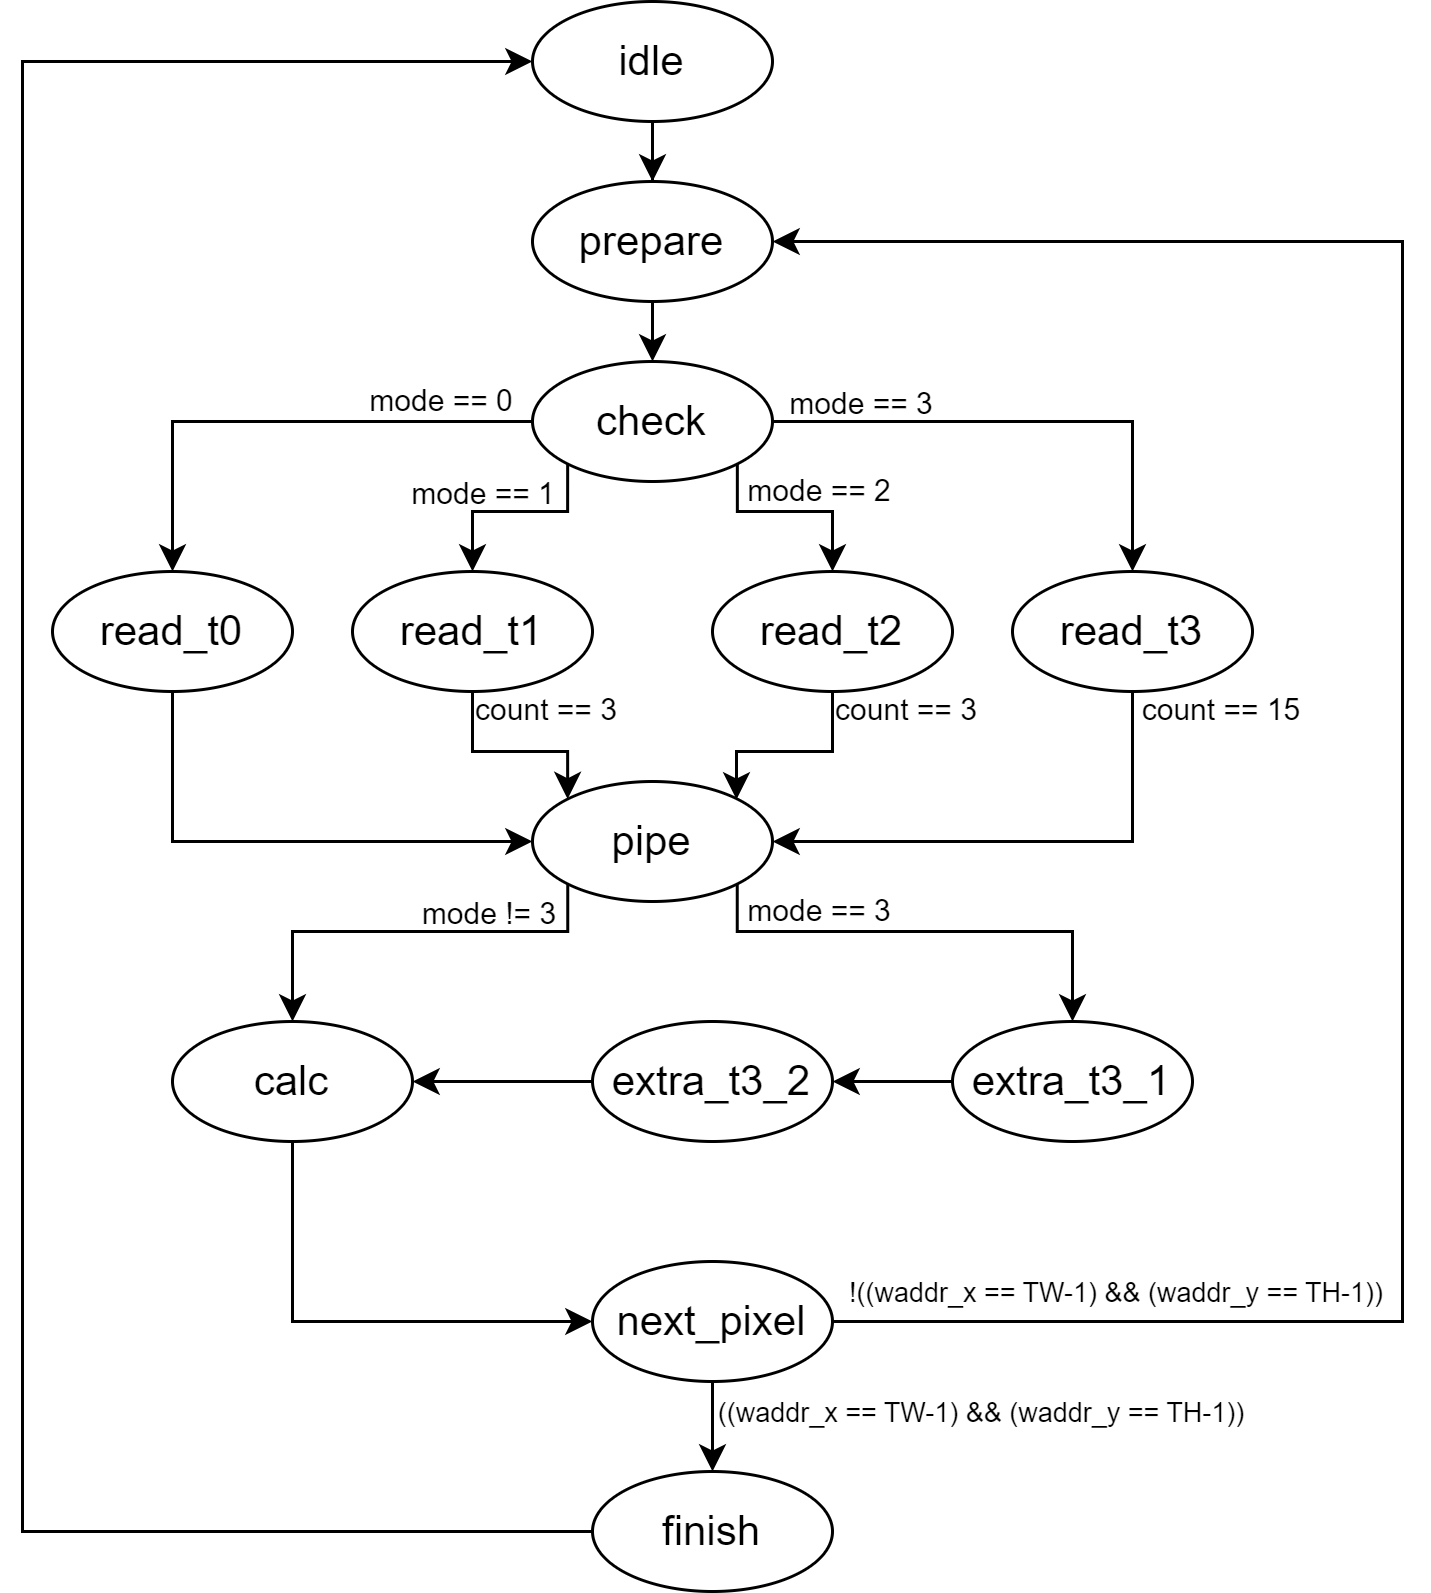 idle
prepare
check
mode == 0
mode == 3
mode == 1
mode == 2
read_t0
read_t1
read_t2
read_t3
count == 3
count == 3
count == 15
pipe
mode != 3
mode == 3
calc
extra_t3_2
extra_t3_1
next_pixel
!((waddr_x == TW-1) && (waddr_y == TH-1))
((waddr_x == TW-1) && (waddr_y == TH-1))
finish